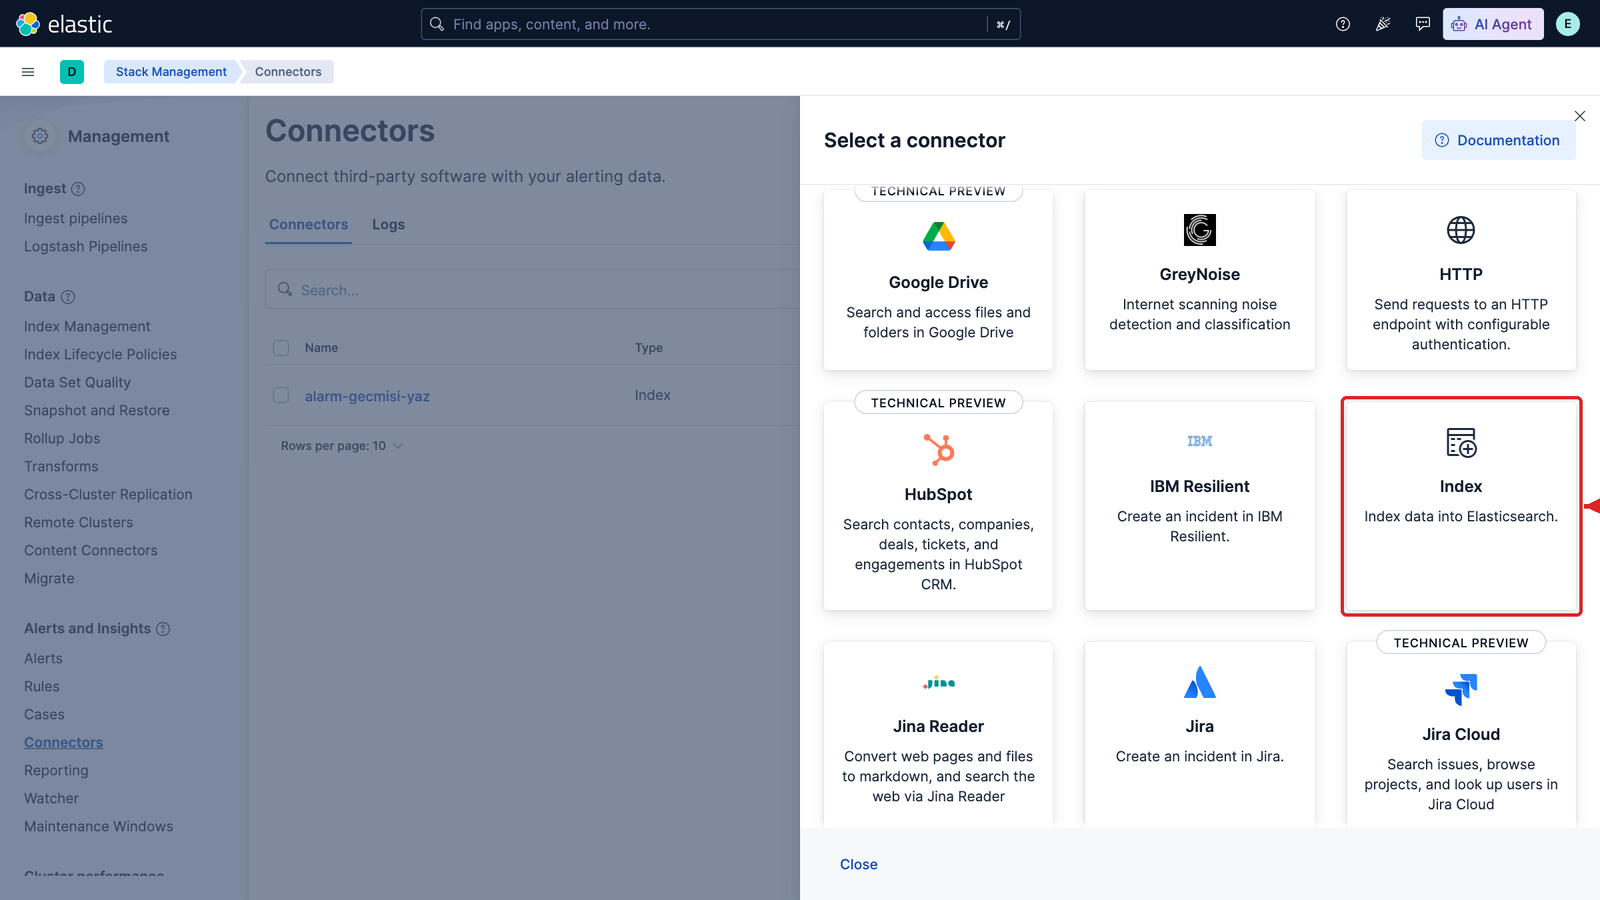 elastic
Find apps, content, and more.
⌘/
AI Agent
E
D
Stack Management
Connectors
Management
Ingest
Ingest pipelines
Logstash Pipelines
Data
Index Management
Index Lifecycle Policies
Data Set Quality
Snapshot and Restore
Rollup Jobs
Transforms
Cross-Cluster Replication
Remote Clusters
Content Connectors
Migrate
Alerts and Insights
Alerts
Rules
Cases
Connectors
Reporting
Watcher
Maintenance Windows
Cluster performance
Connectors
Connect third-party software with your alerting data.
Connectors
Logs
Search...
Name
Type
alarm-gecmisi-yaz
Index
Rows per page: 10
Select a connector
Documentation
TECHNICAL PREVIEW
Google Drive
Search and access files and
folders in Google Drive
GreyNoise
Internet scanning noise
detection and classification
HTTP
Send requests to an HTTP
endpoint with configurable
authentication.
TECHNICAL PREVIEW
HubSpot
Search contacts, companies,
deals, tickets, and
engagements in HubSpot
CRM.
IBM
IBM Resilient
Create an incident in IBM
Resilient.
Index
Index data into Elasticsearch.
Jina
Jina Reader
Convert web pages and files
to markdown, and search the
web via Jina Reader
Jira
Create an incident in Jira.
TECHNICAL PREVIEW
Jira Cloud
Search issues, browse
projects, and look up users in
Jira Cloud
Close